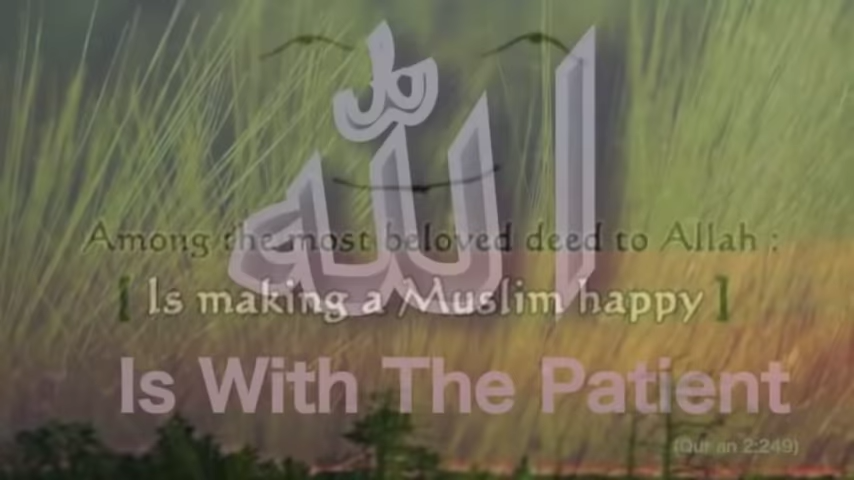 الله
Among the most beloved deed to Allah :
[ Is making a Muslim happy ]
Is With The Patient
(Qur an 2:249)